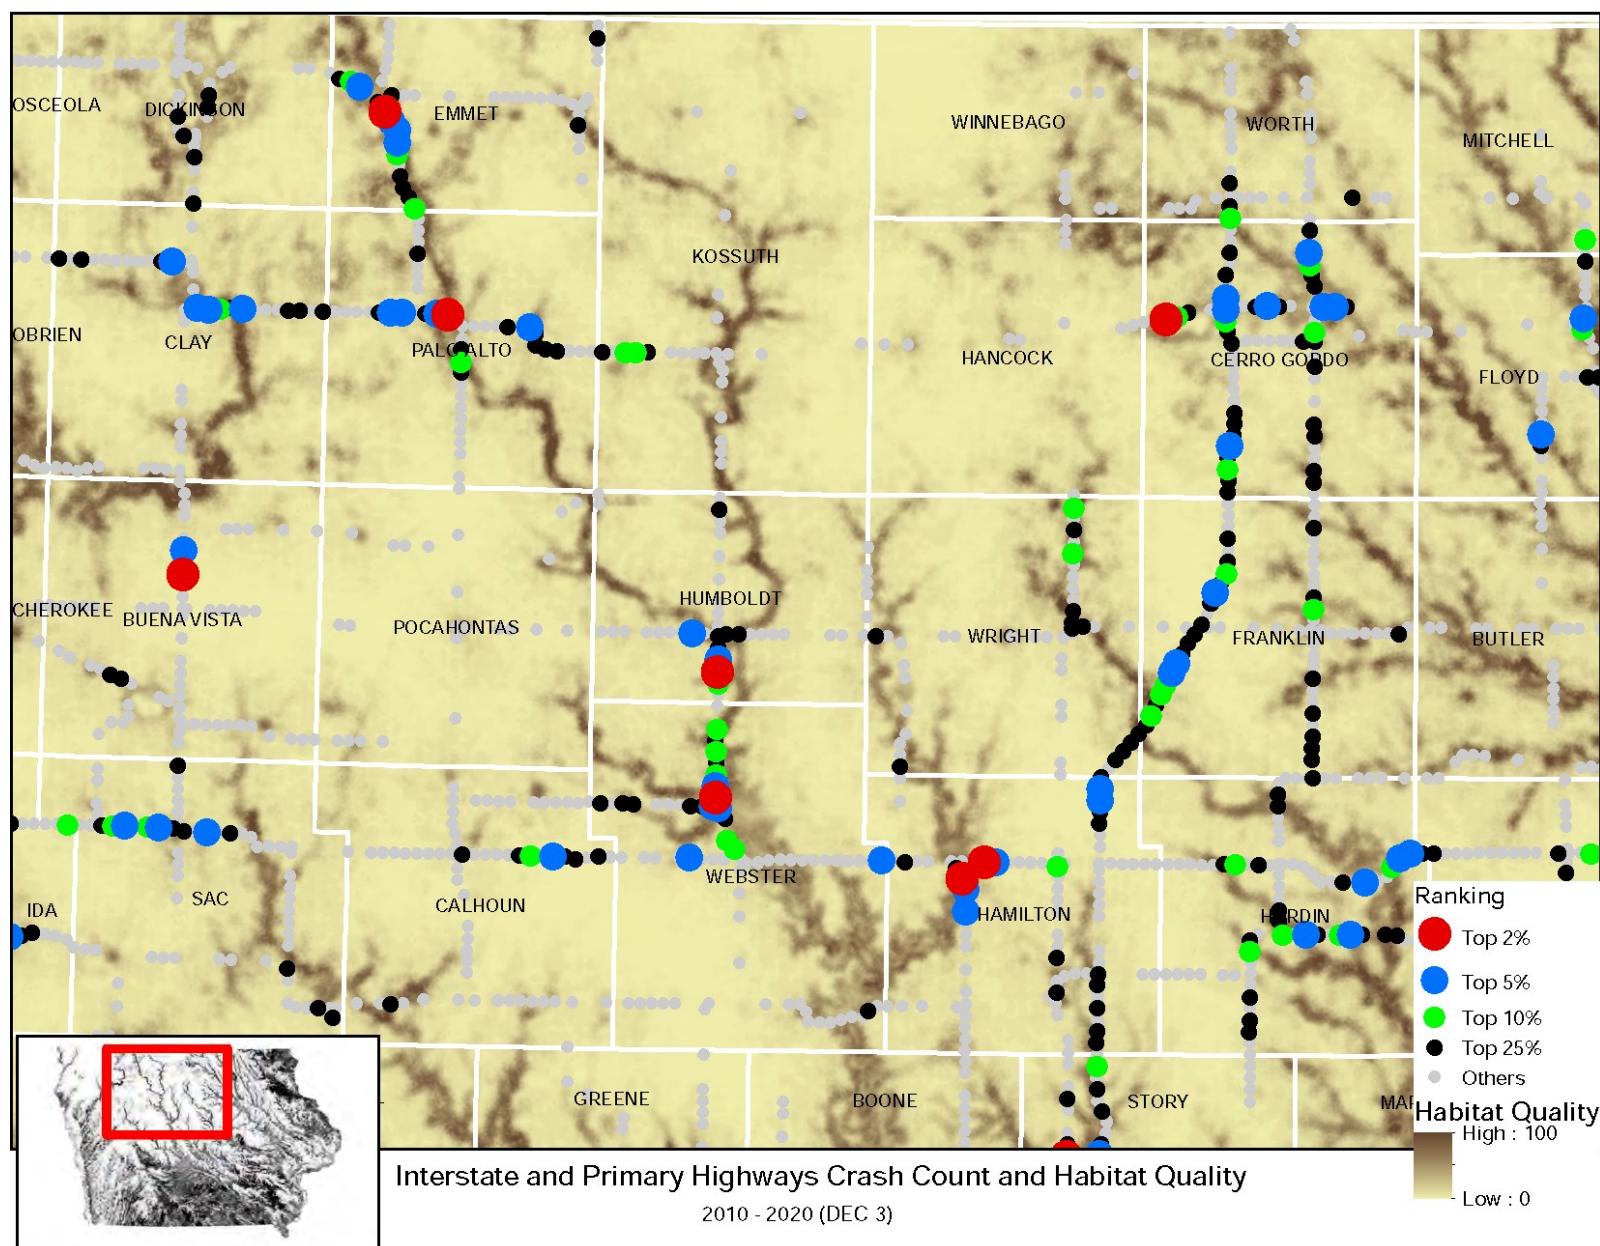 OSCEOLA
DICKINSON
EMMET
WINNEBAGO
WORTH
MITCHELL
KOSSUTH
OBRIEN
CLAY
PALO ALTO
HANCOCK
CERRO GORDO
FLOYD
CHEROKEE
BUENA VISTA
POCAHONTAS
HUMBOLDT
WRIGHT
FRANKLIN
BUTLER
IDA
SAC
CALHOUN
WEBSTER
HAMILTON
HARDIN
GREENE
BOONE
STORY
MAR
Ranking
Top 2%
Top 5%
Top 10%
Top 25%
Others
Habitat Quality
High : 100
Low : 0
Interstate and Primary Highways Crash Count and Habitat Quality
2010 - 2020 (DEC 3)